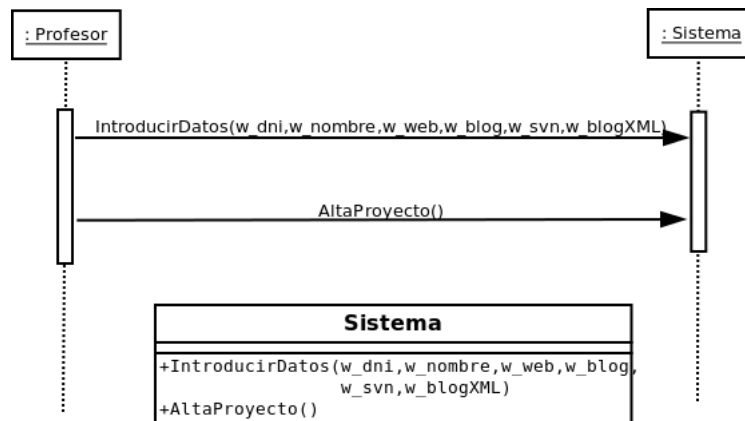 : Profesor
: Sistema
IntroducirDatos(w_dni,w_nombre,w_web,w_blog,w_svn,w_blogXML)
AltaProyecto()
Sistema
+IntroducirDatos(w_dni,w_nombre,w_web,w_blog,
w_svn,w_blogXML)
+AltaProyecto()